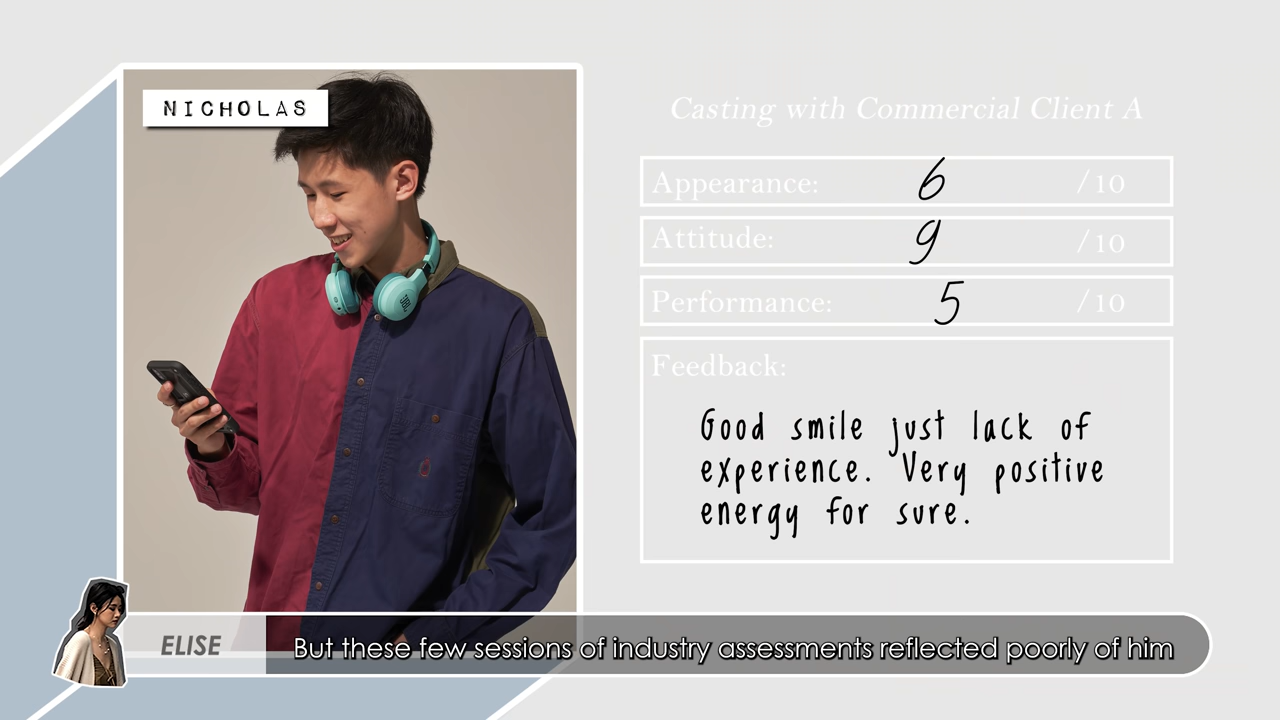 NICHOLAS
Casting with Commercial Client A
Appearance: 6 /10
Attitude: 9 /10
Performance: 5 /10
Feedback:
Good smile just lack of
experience. Very positive
energy for sure.
JBL
ELISE
But these few sessions of industry assessments reflected poorly of him